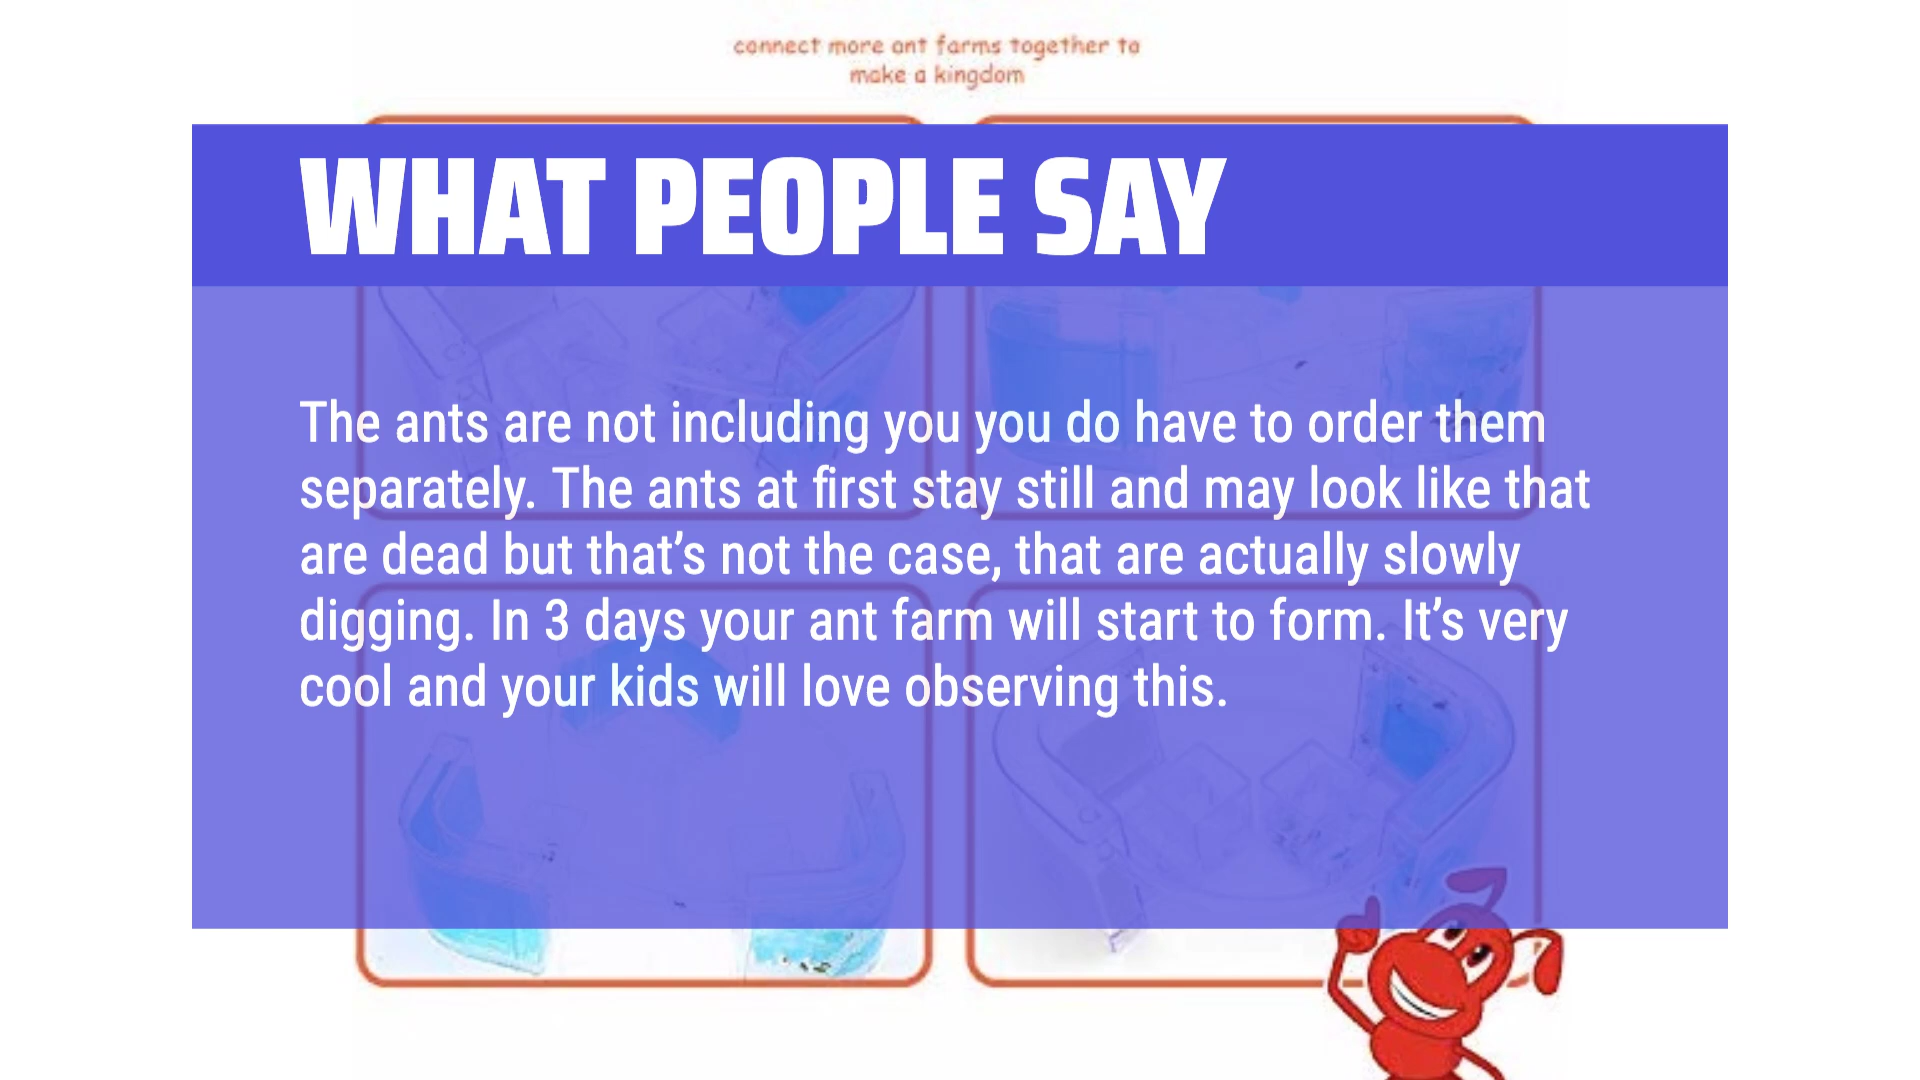 connect more ant farms together to
make a kingdom
WHAT PEOPLE SAY
The ants are not including you you do have to order them
separately. The ants at first stay still and may look like that
are dead but that’s not the case, that are actually slowly
digging. In 3 days your ant farm will start to form. It’s very
cool and your kids will love observing this.